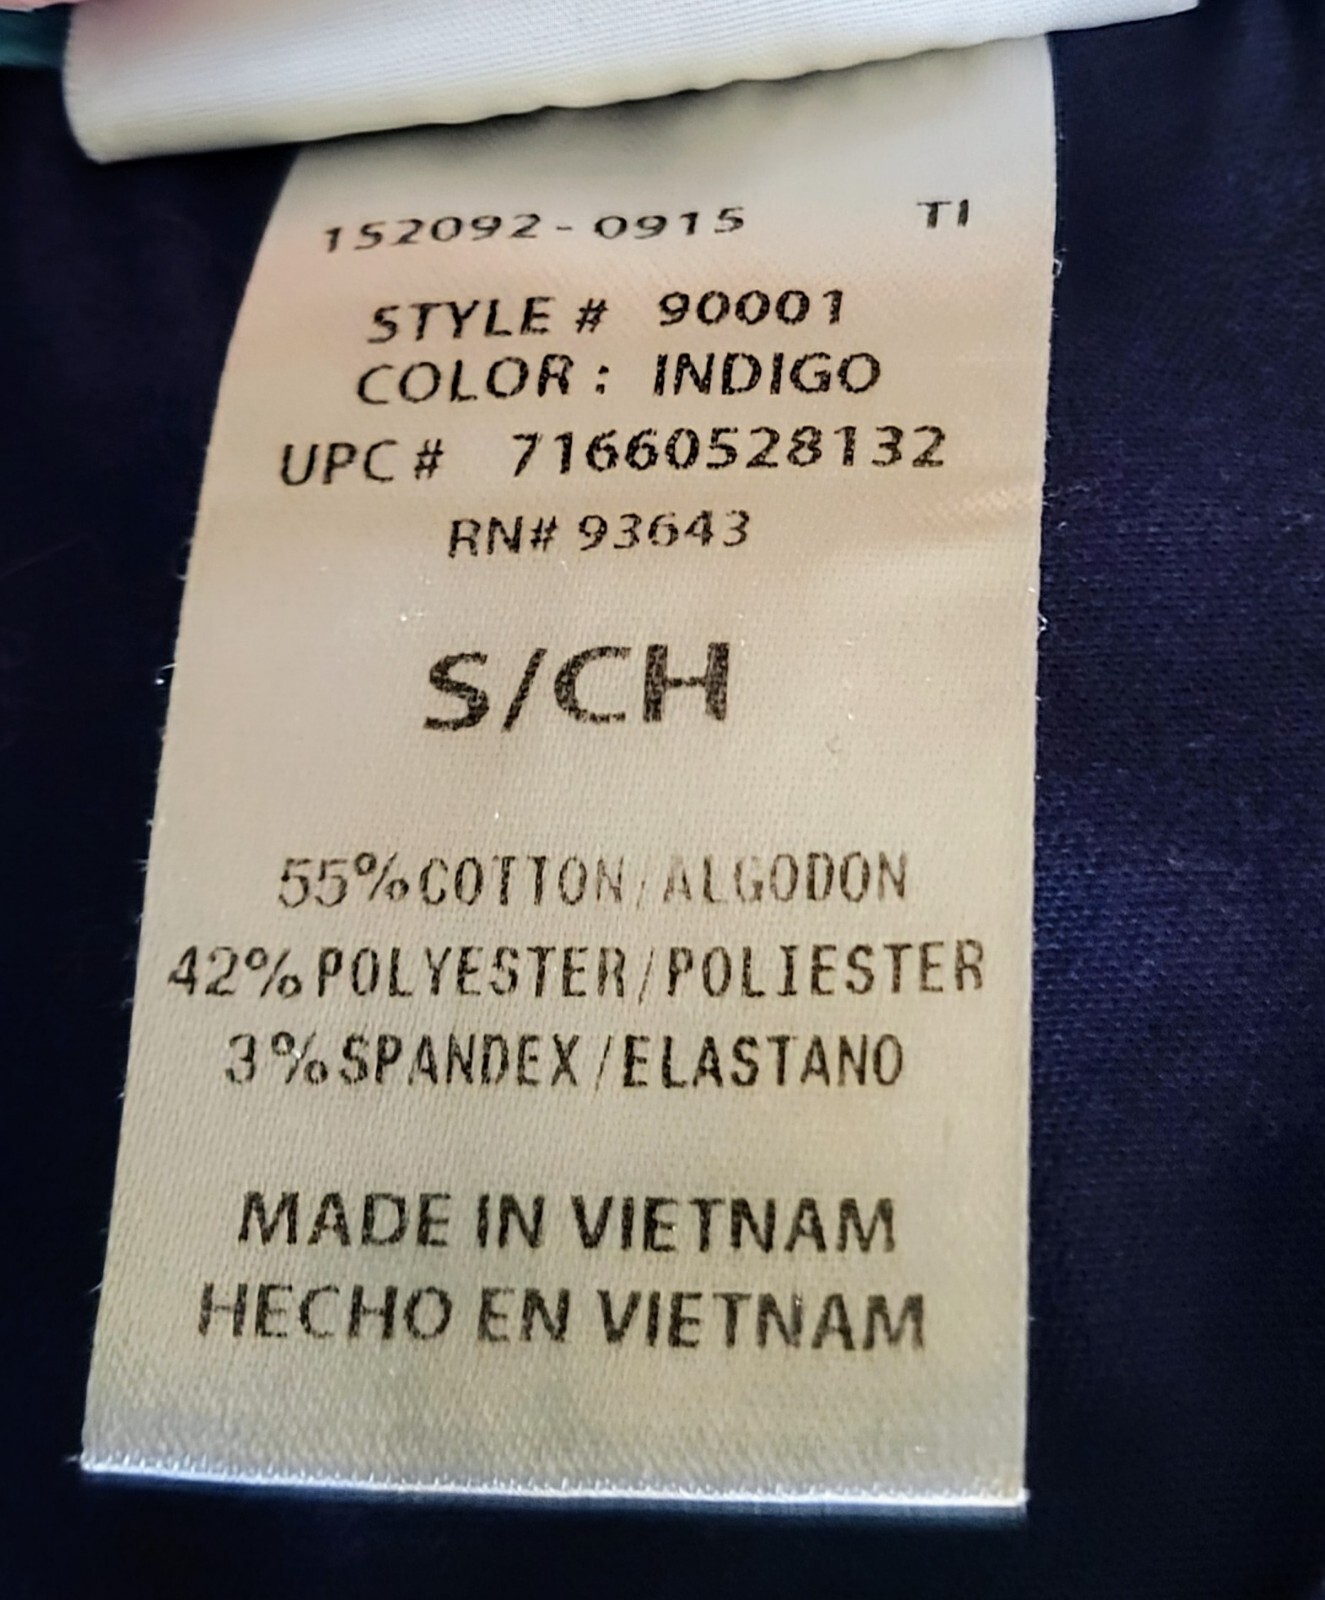 152092-0915 TI
STYLE # 90001
COLOR: INDIGO
UPC# 71660528132
RN# 93643
S/CH
55%COTTON/ALGODON
42%POLYESTER/POLIESTER
3%SPANDEX/ELASTANO
MADE IN VIETNAM
HECHO EN VIETNAM